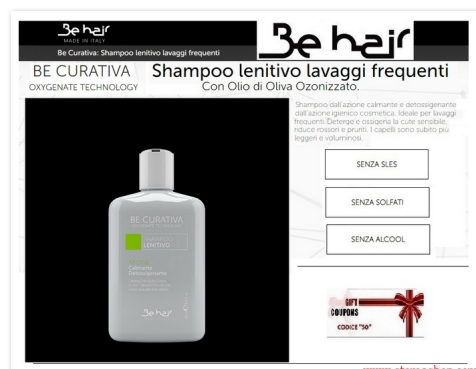 Be hair
MADE IN ITALY
Be Curativa: Shampoo lenitivo lavaggi frequenti
Be hair
BE CURATIVA
OXYGENATE TECHNOLOGY
Shampoo lenitivo lavaggi frequenti
Con Olio di Oliva Ozonizzato.
Shampoo dall'azione calmante e detossigenante
dall'azione igienico cosmetica. Ideale per lavaggi
frequenti. Deterge e ossigena la cute sensibile,
riduce rossori e pruriti. I capelli sono subito più
leggeri e voluminosi.
SENZA SLES
SENZA SOLFATI
SENZA ALCOOL
BE CURATIVA
SHAMPOO
LENITIVO
Calmante
Detossigenante
Be hair
GIFT
COUPONS
CODICE "30"